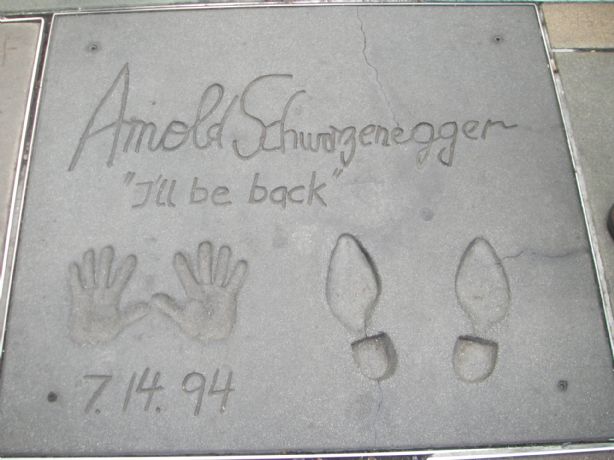 Arnold Schwarzenegger
"I'll be back"
7.14.94